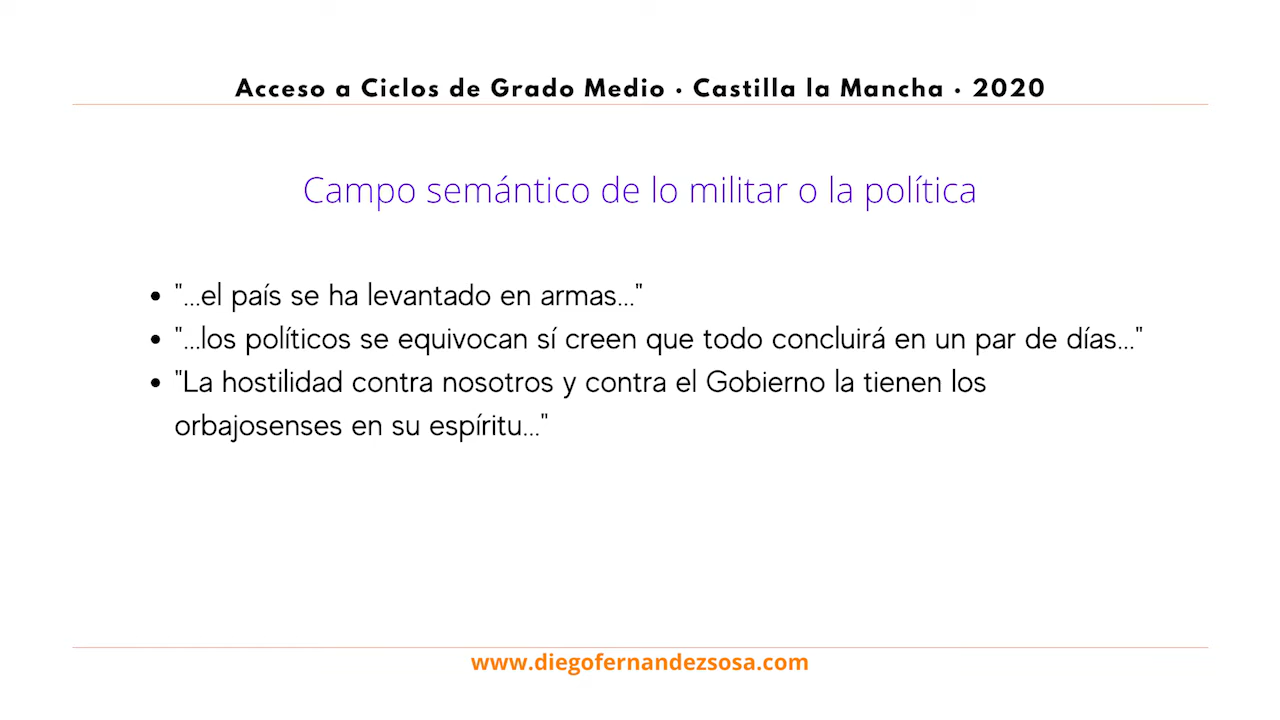 Acceso a Ciclos de Grado Medio · Castilla la Mancha · 2020
Campo semántico de lo militar o la política
• "...el país se ha levantado en armas..."
• "...los políticos se equivocan sí creen que todo concluirá en un par de días..."
• "La hostilidad contra nosotros y contra el Gobierno la tienen los
orbajosenses en su espíritu..."
www.diegofernandezsosa.com